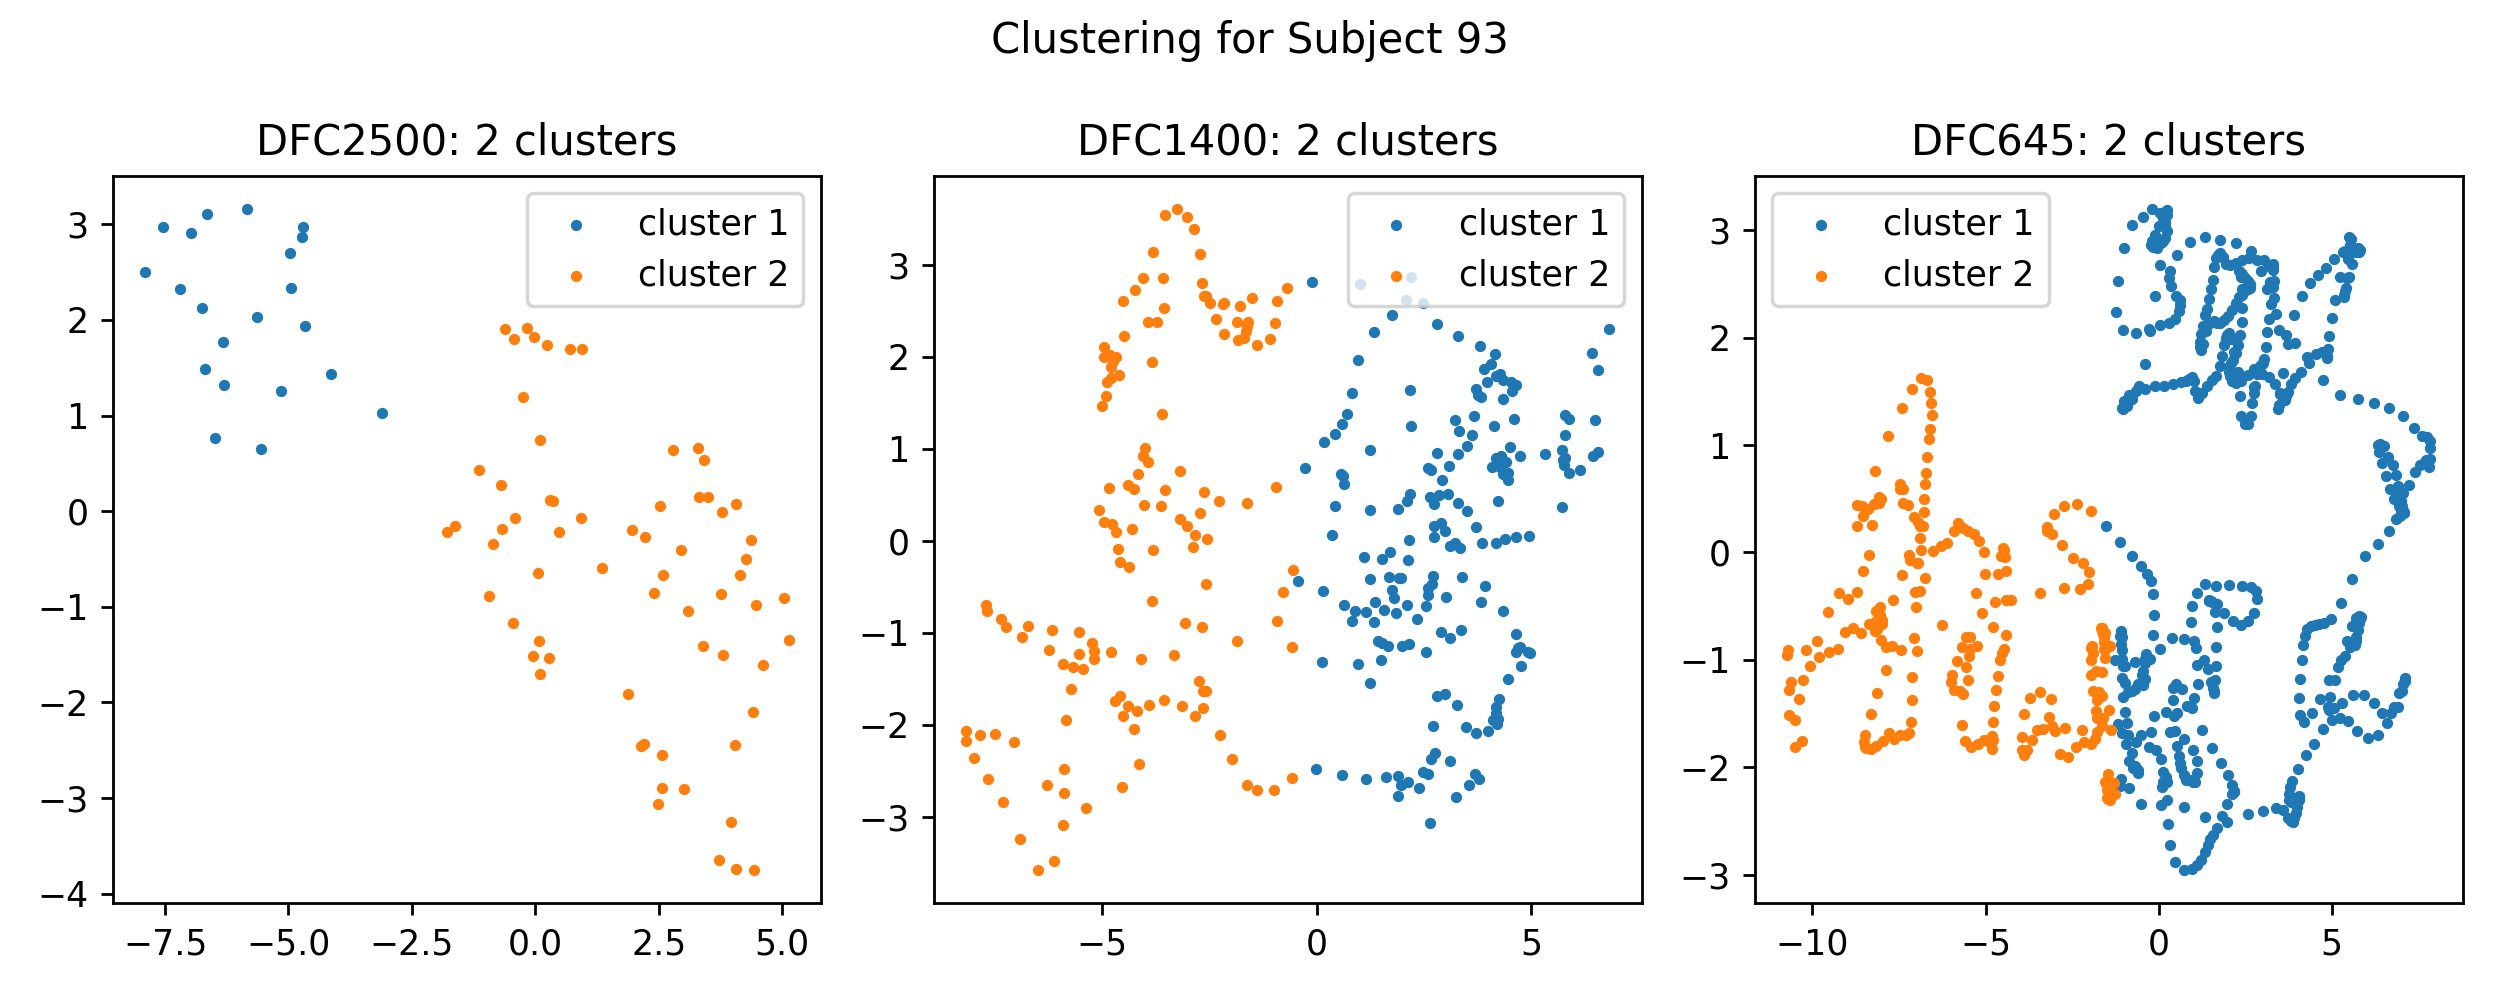 Clustering for Subject 93
DFC2500: 2 clusters
cluster 1
cluster 2
3
2
1
0
−1
−2
−3
−4
−7.5 −5.0 −2.5 0.0 2.5 5.0
DFC1400: 2 clusters
cluster 1
cluster 2
3
2
1
0
−1
−2
−3
−5 0 5
DFC645: 2 clusters
cluster 1
cluster 2
3
2
1
0
−1
−2
−3
−10 −5 0 5